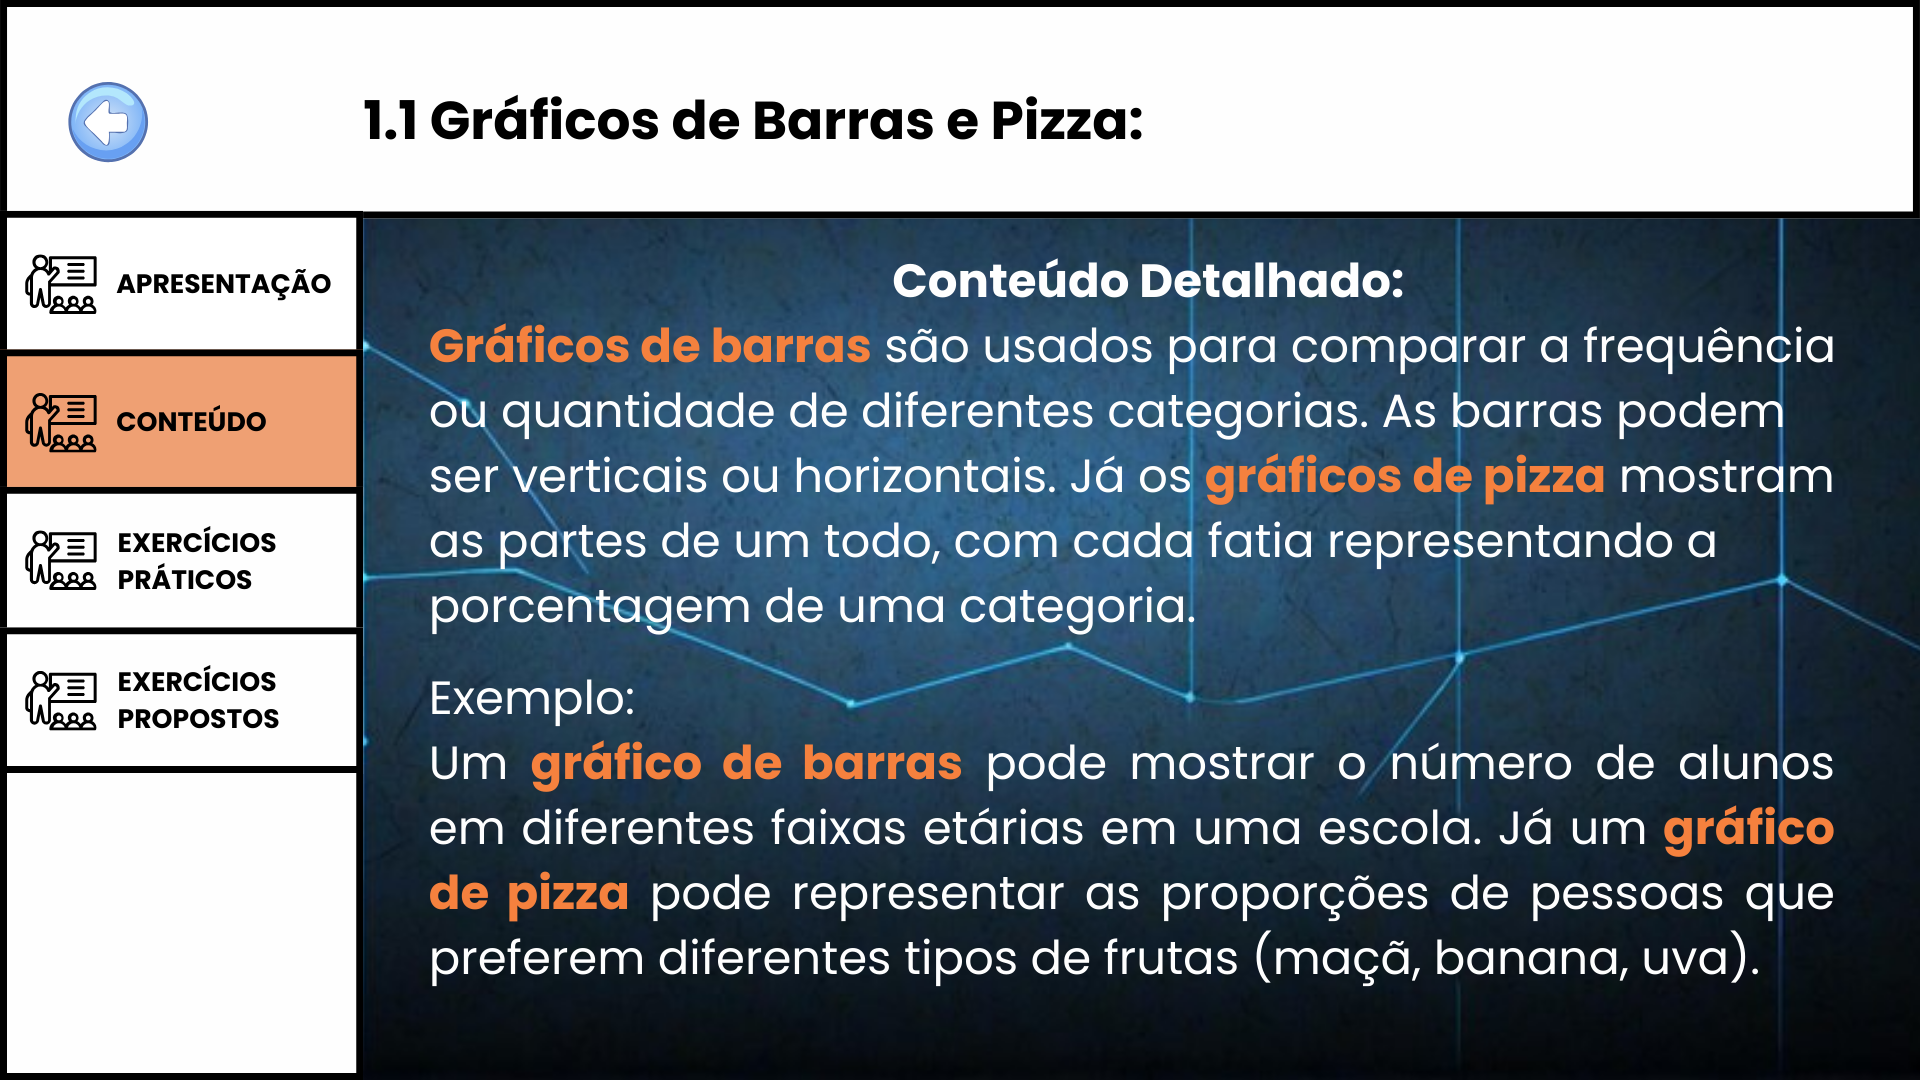 1.1 Gráficos de Barras e Pizza:
APRESENTAÇÃO
CONTEÚDO
EXERCÍCIOS
PRÁTICOS
EXERCÍCIOS
PROPOSTOS
Conteúdo Detalhado:
Gráficos de barras são usados para comparar a frequência
ou quantidade de diferentes categorias. As barras podem
ser verticais ou horizontais. Já os gráficos de pizza mostram
as partes de um todo, com cada fatia representando a
porcentagem de uma categoria.
Exemplo:
Um gráfico de barras pode mostrar o número de alunos
em diferentes faixas etárias em uma escola. Já um gráfico
de pizza pode representar as proporções de pessoas que
preferem diferentes tipos de frutas (maçã, banana, uva).